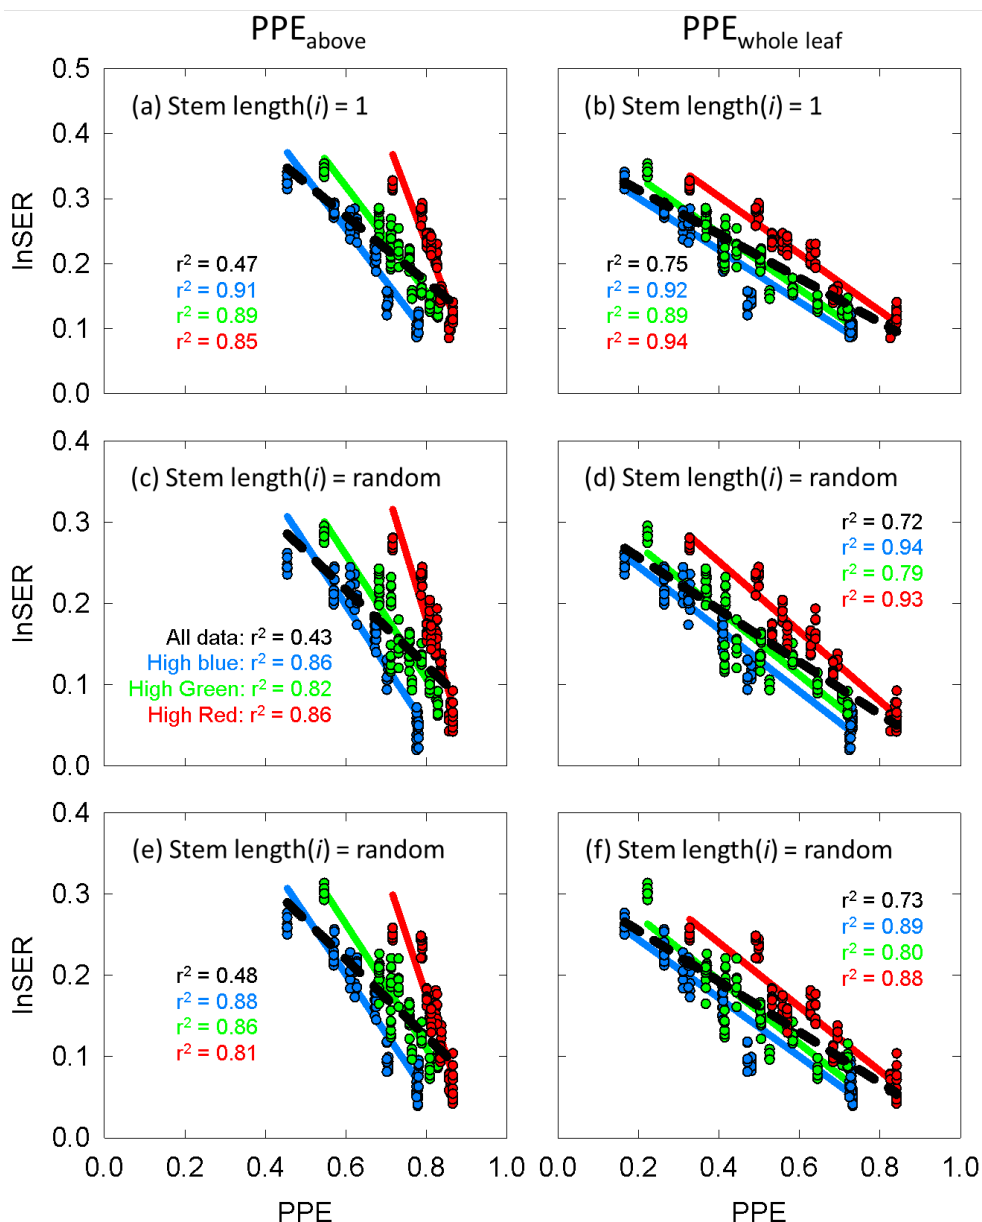 PPEabove
PPEwhole leaf
0.5
0.4
0.3
0.2
0.1
0.0
lnSER
(a) Stem length(i) = 1
r² = 0.47
r² = 0.91
r² = 0.89
r² = 0.85
(b) Stem length(i) = 1
r² = 0.75
r² = 0.92
r² = 0.89
r² = 0.94
0.4
0.3
0.2
0.1
0.0
lnSER
(c) Stem length(i) = random
All data: r² = 0.43
High blue: r² = 0.86
High Green: r² = 0.82
High Red: r² = 0.86
(d) Stem length(i) = random
r² = 0.72
r² = 0.94
r² = 0.79
r² = 0.93
0.4
0.3
0.2
0.1
0.0
lnSER
(e) Stem length(i) = random
r² = 0.48
r² = 0.88
r² = 0.86
r² = 0.81
(f) Stem length(i) = random
r² = 0.73
r² = 0.89
r² = 0.80
r² = 0.88
0.0 0.2 0.4 0.6 0.8 1.0
0.2 0.4 0.6 0.8 1.0
PPE
PPE